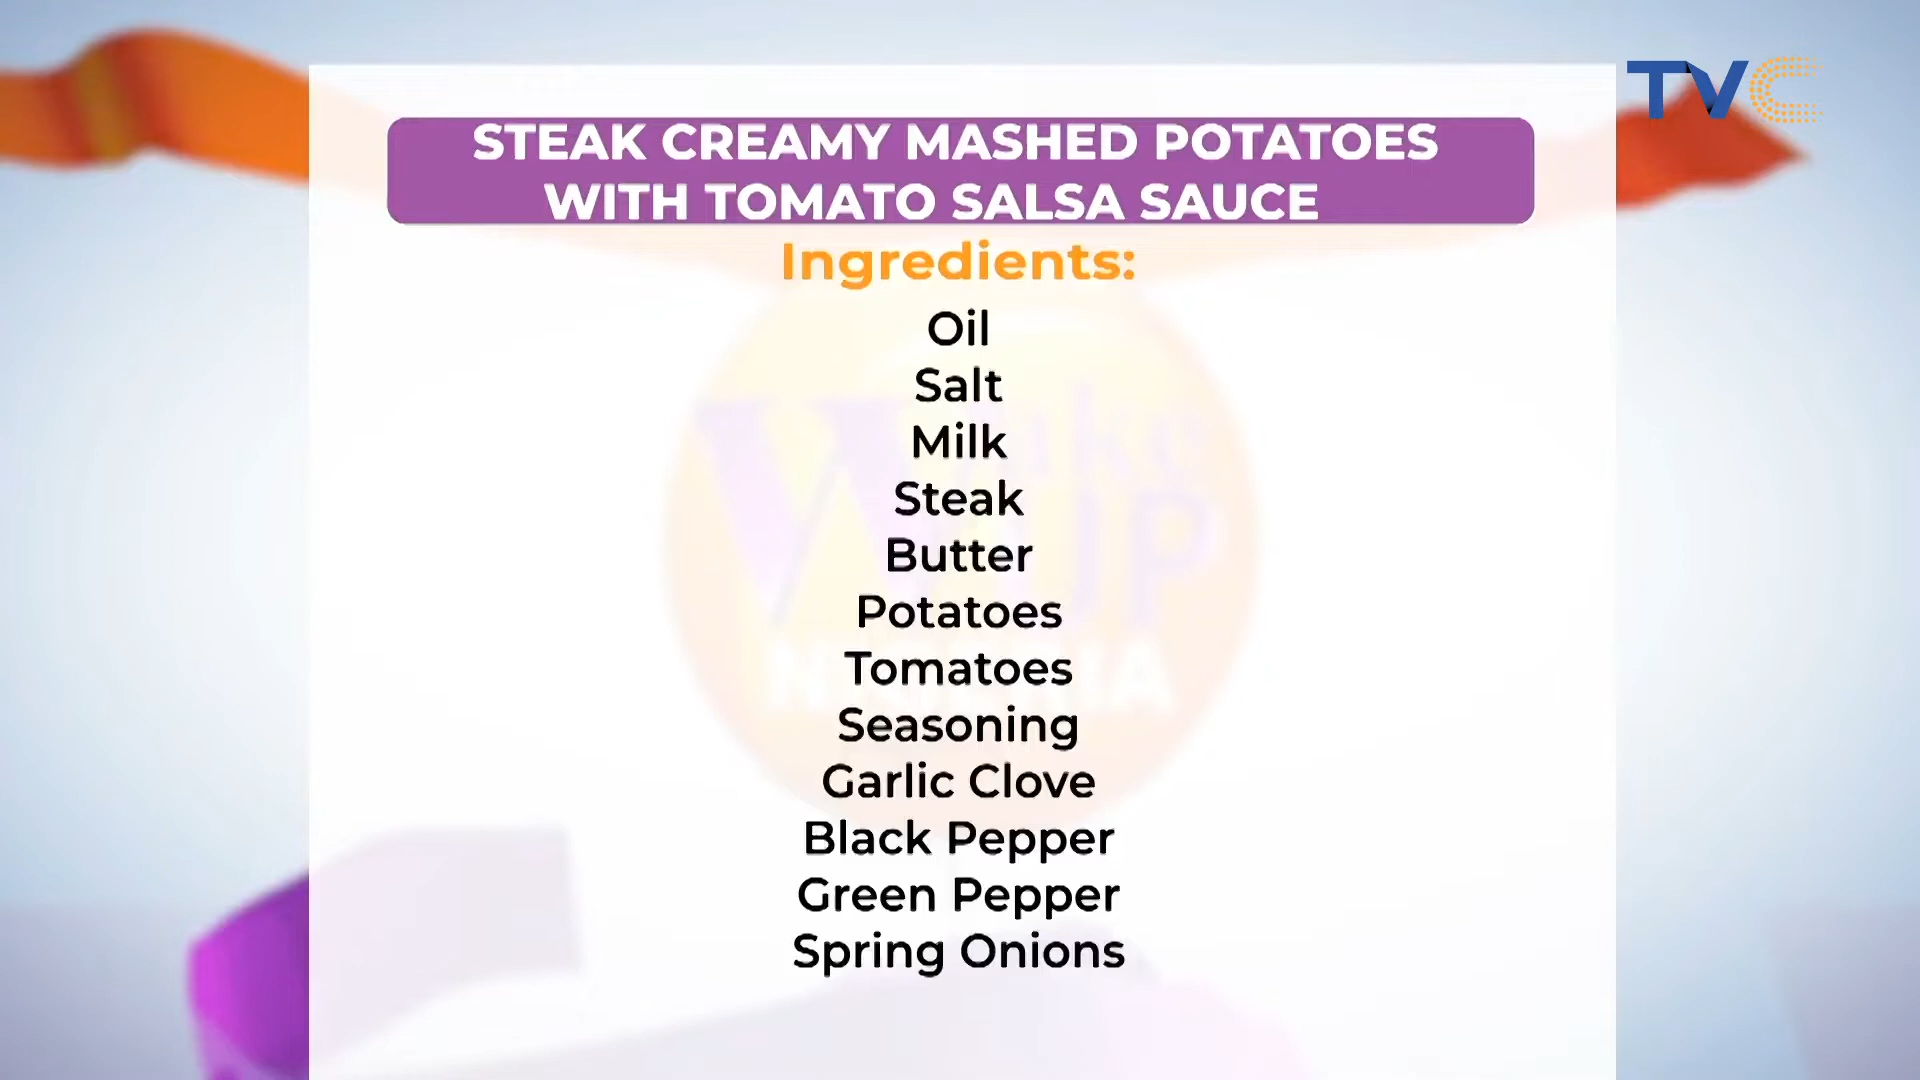 TVC
STEAK CREAMY MASHED POTATOES
WITH TOMATO SALSA SAUCE
Ingredients:
Oil
Salt
Milk
Steak
Butter
Potatoes
Tomatoes
Seasoning
Garlic Clove
Black Pepper
Green Pepper
Spring Onions